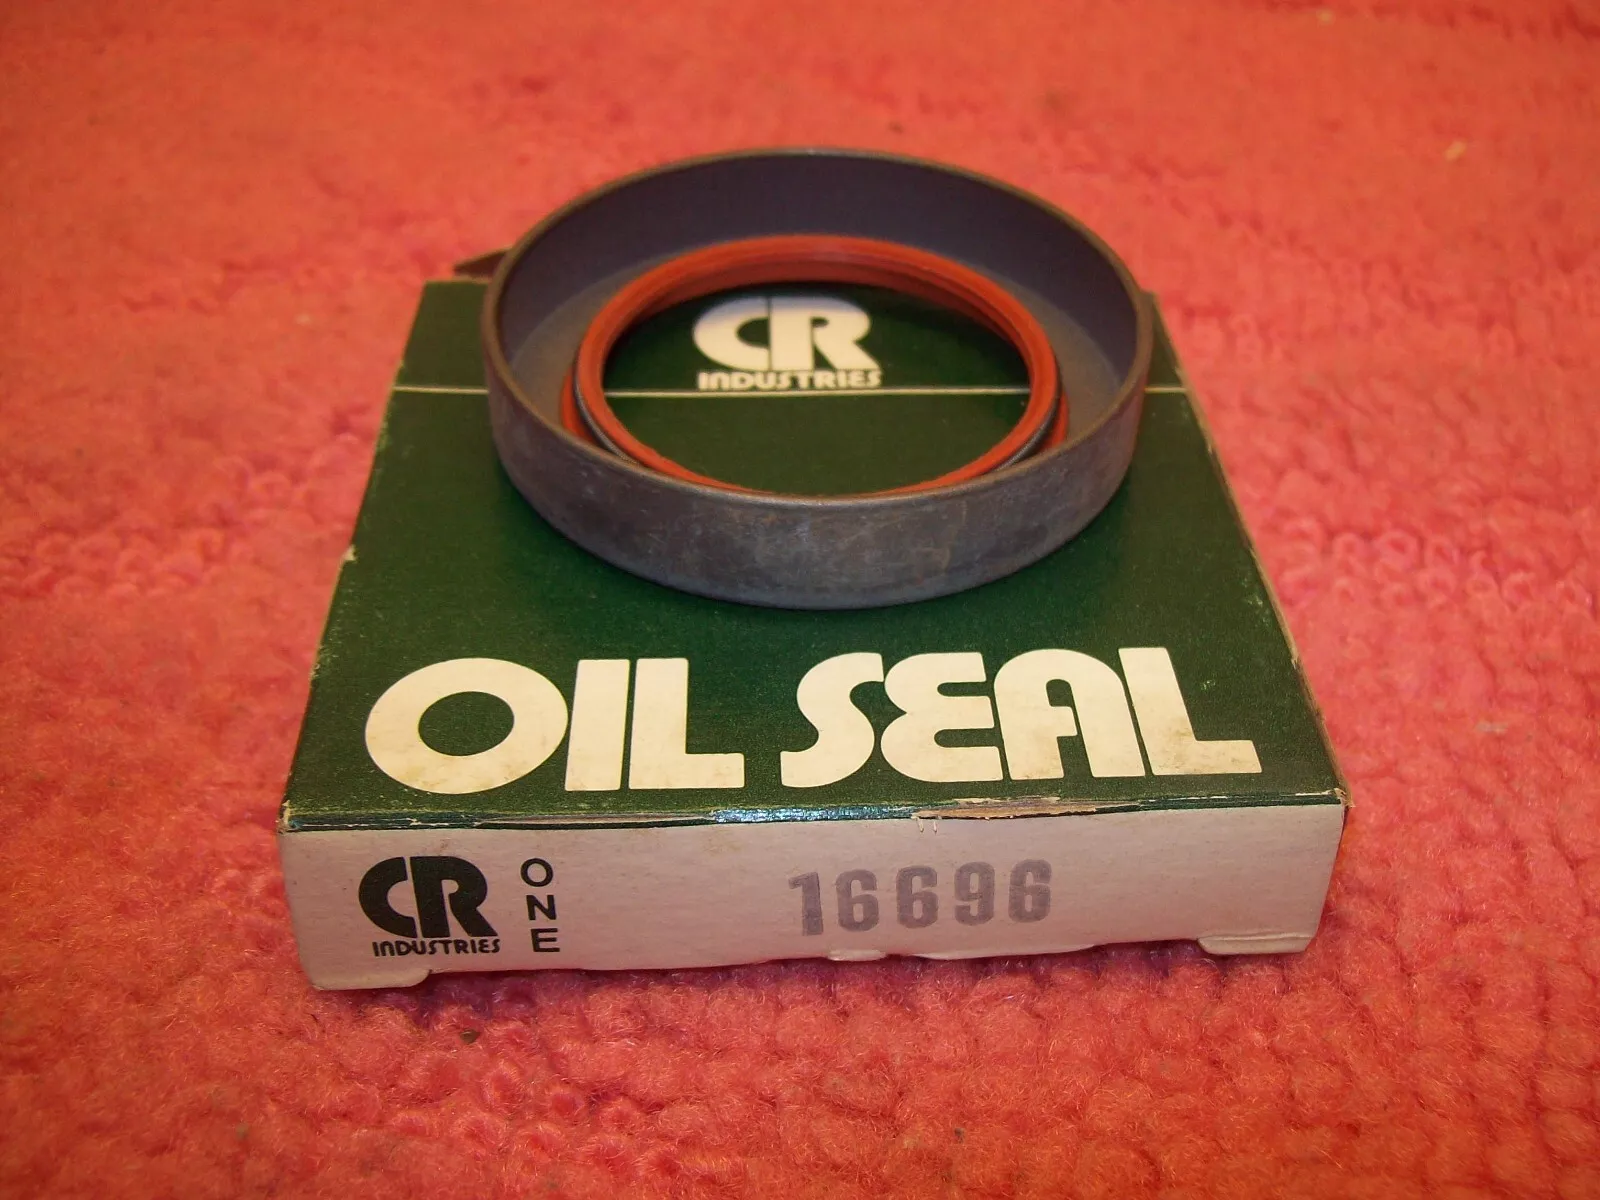 CR
INDUSTRIES
OIL SEAL
CR
INDUSTRIES
ONE
16696